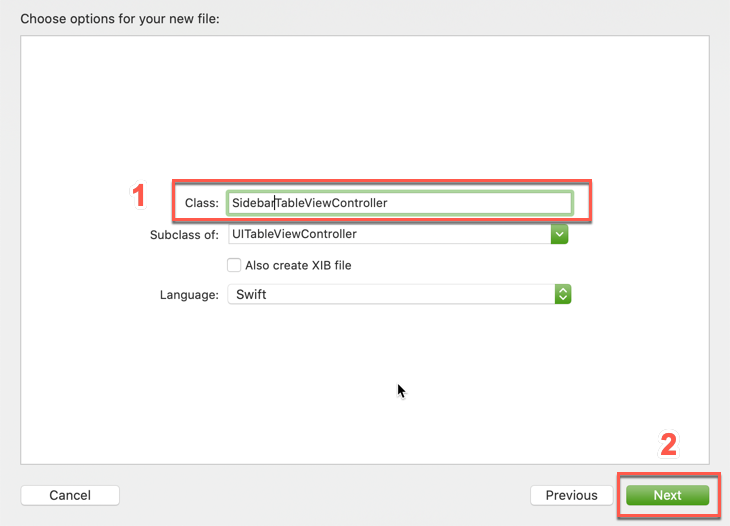 Choose options for your new file:
1
Class: SidebarTableViewController
Subclass of: UITableViewController
Also create XIB file
Language: Swift
2
Cancel Previous Next